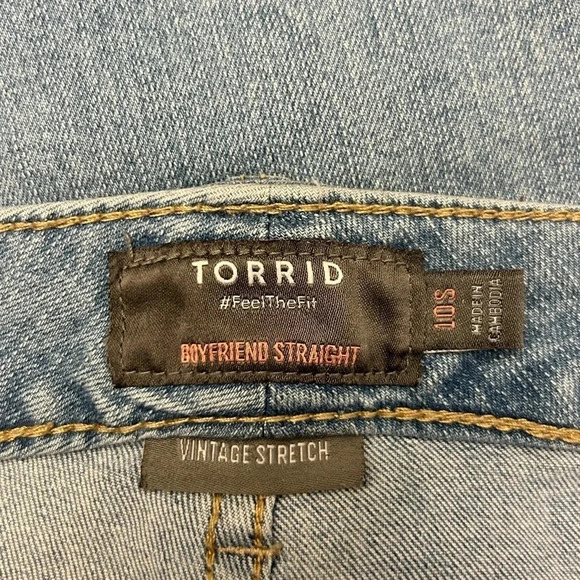 TORRID
#FeelTheFit
BOYFRIEND STRAIGHT
10S
MADE IN
CAMBODIA
VINTAGE STRETCH